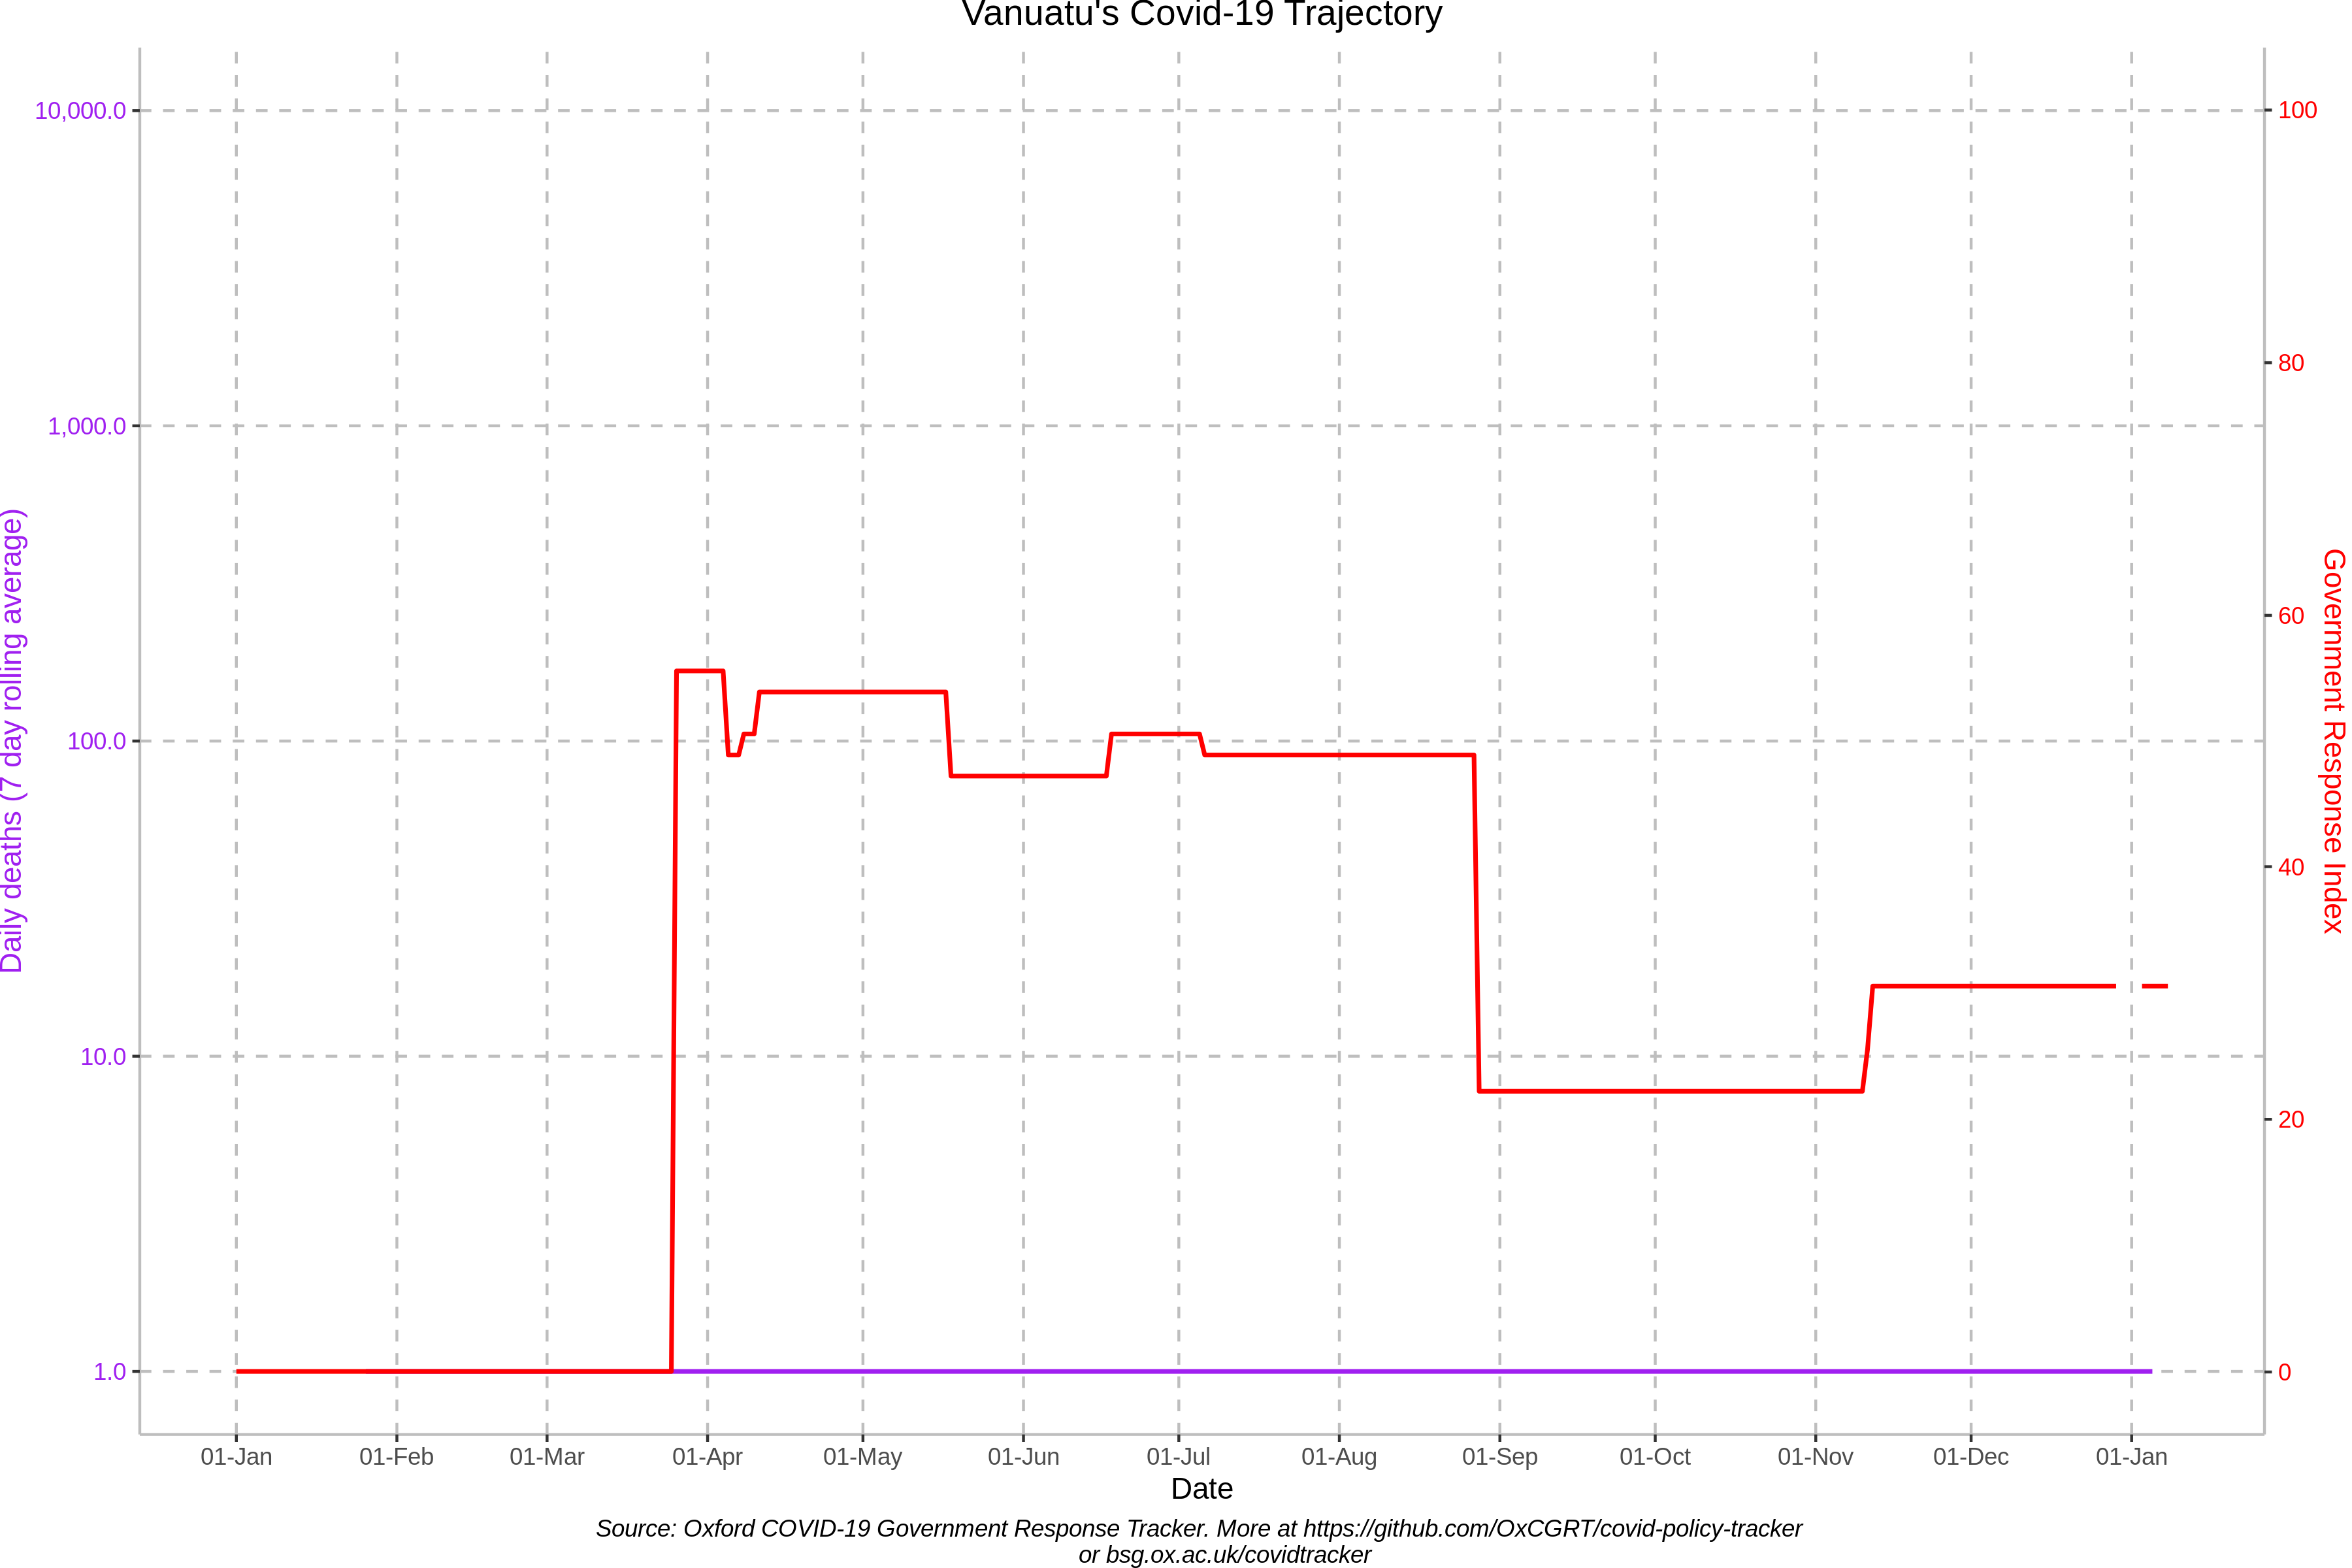 Vanuatu's Covid-19 Trajectory
10,000.0
1,000.0
100.0
10.0
1.0
Daily deaths (7 day rolling average)
100
80
60
40
20
0
Government Response Index
01-Jan 01-Feb 01-Mar 01-Apr 01-May 01-Jun 01-Jul 01-Aug 01-Sep 01-Oct 01-Nov 01-Dec 01-Jan
Date
Source: Oxford COVID-19 Government Response Tracker. More at https://github.com/OxCGRT/covid-policy-tracker
or bsg.ox.ac.uk/covidtracker